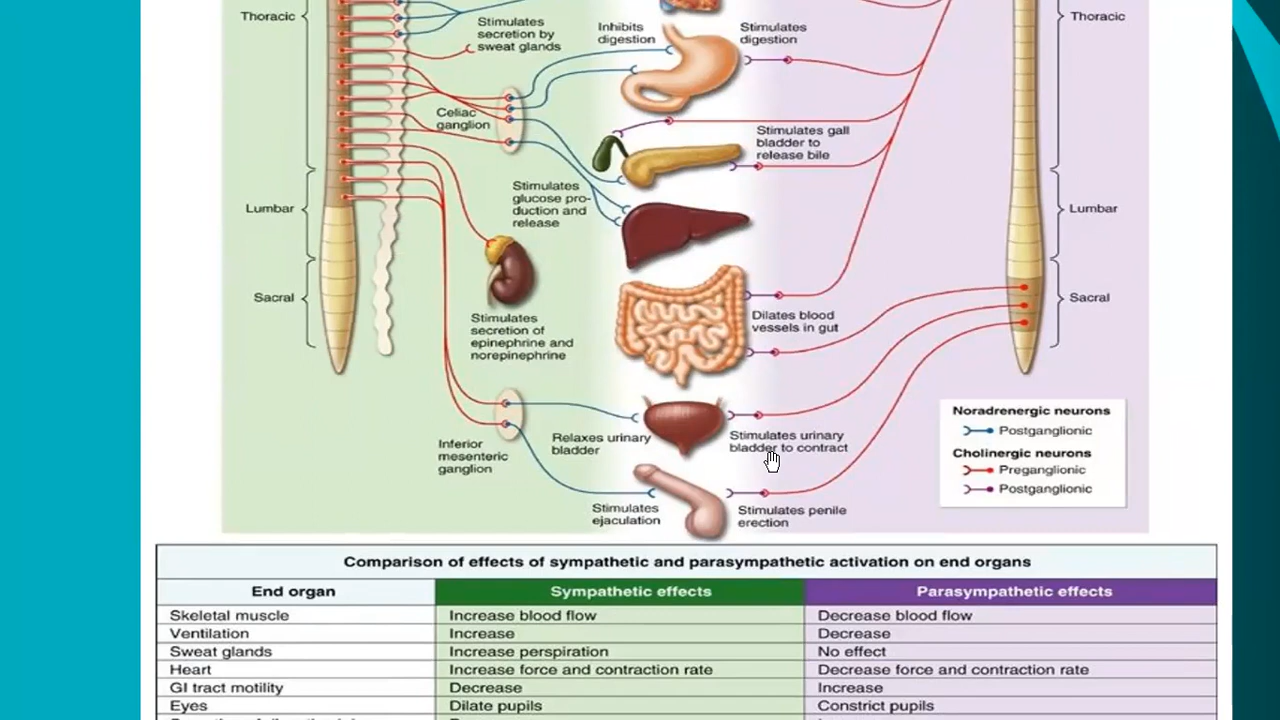 Thoracic
Stimulates
secretion by
sweat glands
Inhibits
digestion
Stimulates
digestion
Thoracic
Celiac
ganglion
Stimulates gall
bladder to
release bile
Lumbar
Stimulates
glucose pro-
duction and
release
Lumbar
Sacral
Stimulates
secretion of
epinephrine and
norepinephrine
Dilates blood
vessels in gut
Sacral
Inferior
mesenteric
ganglion
Relaxes urinary
bladder
Stimulates urinary
bladder to contract
Stimulates
ejaculation
Stimulates penile
erection
Noradrenergic neurons
Postganglionic
Cholinergic neurons
Preganglionic
Postganglionic
Comparison of effects of sympathetic and parasympathetic activation on end organs
End organ Sympathetic effects Parasympathetic effects
Skeletal muscle Increase blood flow Decrease blood flow
Ventilation Increase Decrease
Sweat glands Increase perspiration No effect
Heart Increase force and contraction rate Decrease force and contraction rate
GI tract motility Decrease Increase
Eyes Dilate pupils Constrict pupils